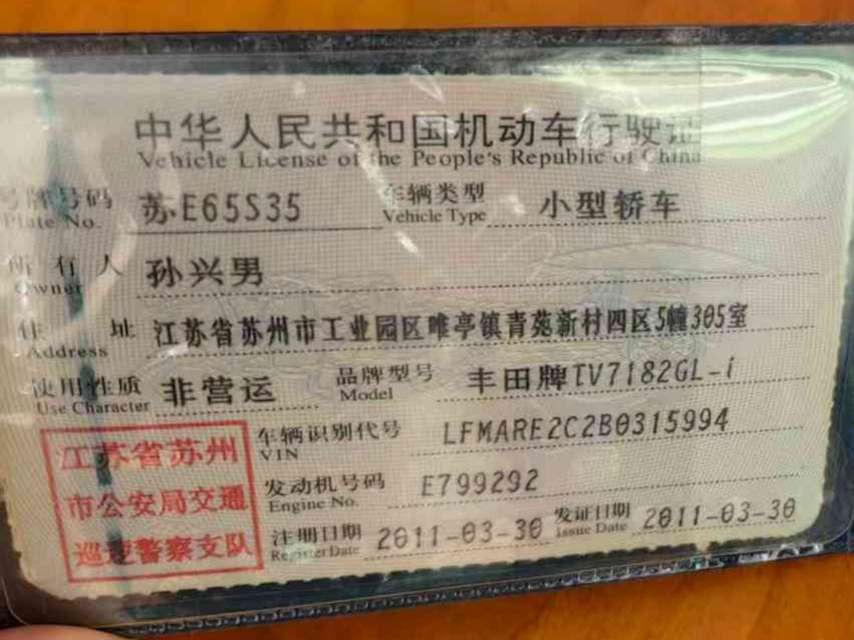 中华人民共和国机动车行驶证
Vehicle License of the People's Republic of China
号牌号码 苏E65S35 车辆类型 小型轿车
Plate No. Vehicle Type
所有人 孙兴男
Owner
住址 江苏省苏州市工业园区唯亭镇青苑新村四区5幢305室
Address
使用性质 非营运 品牌型号 丰田牌TV7182GL-i
Use Character Model
江苏省苏州
市公安局交通
巡逻警察支队
车辆识别代号 LFMARE2C2B0315994
VIN
发动机号码 E799292
Engine No.
注册日期 2011-03-30 发证日期 2011-03-30
Register Date Issue Date